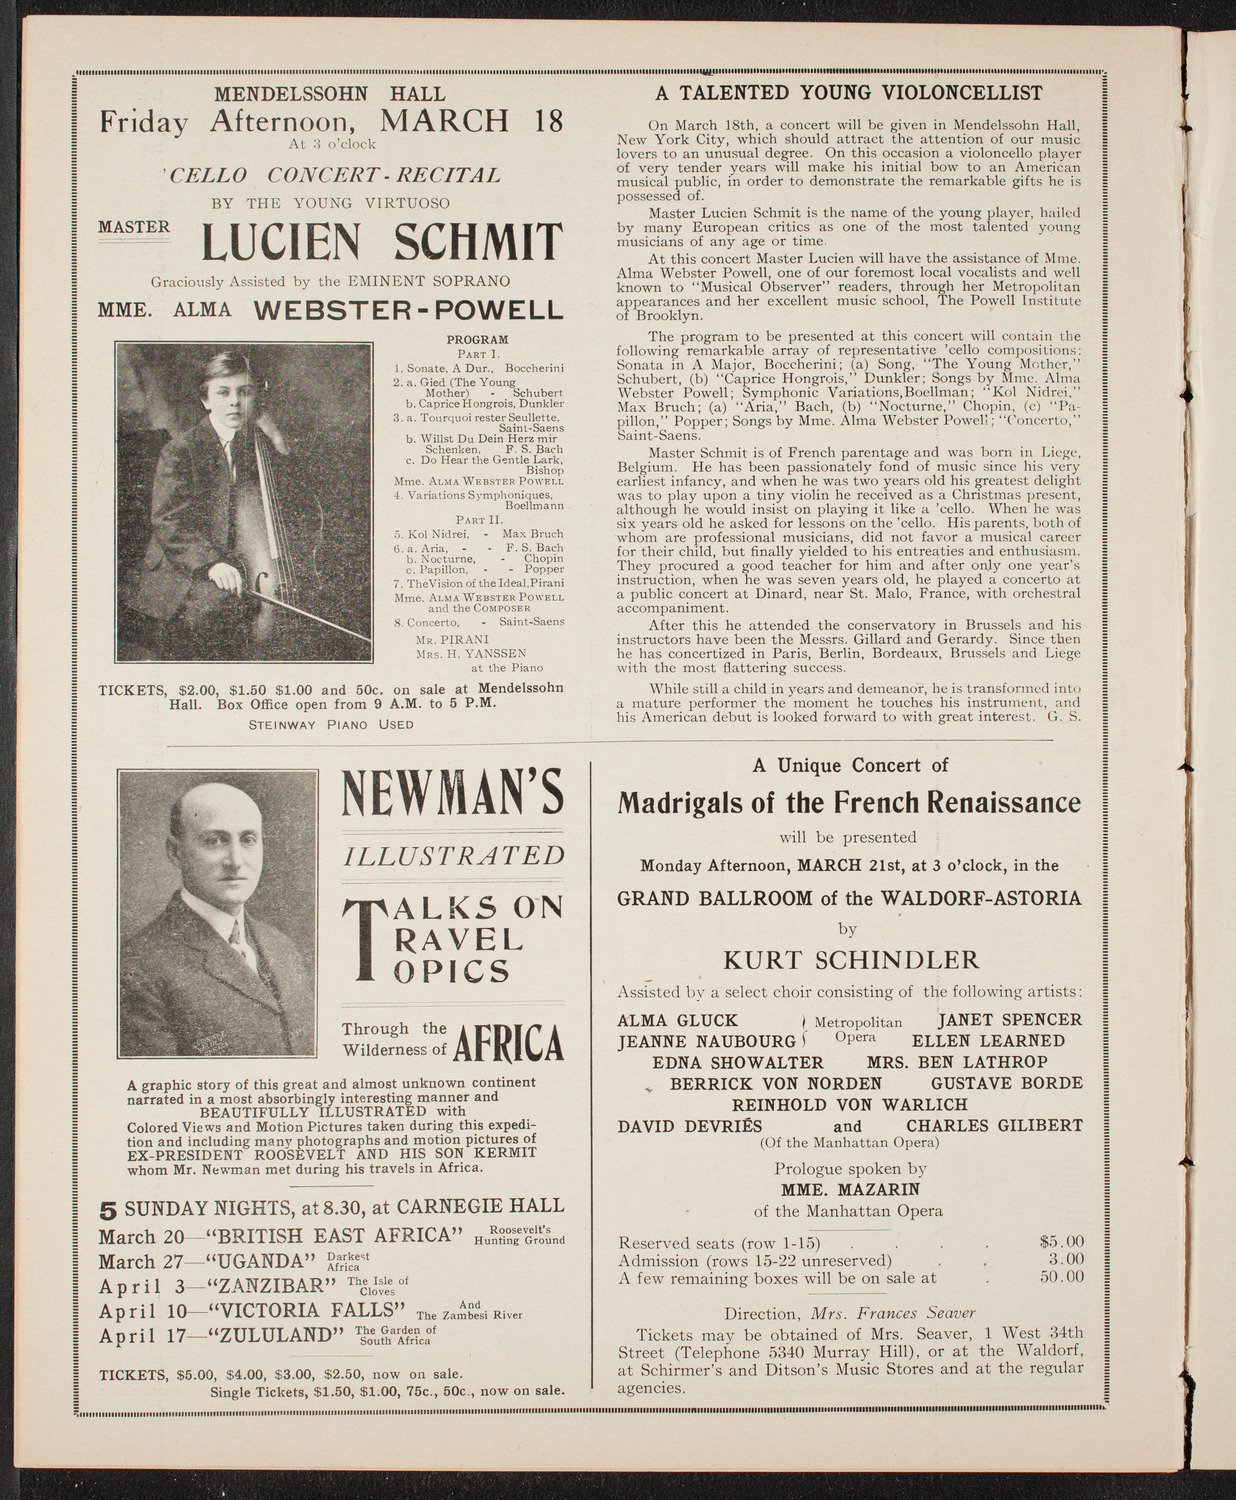 MENDELSSOHN HALL
Friday Afternoon, MARCH 18
At 3 o'clock
'CELLO CONCERT-RECITAL
BY THE YOUNG VIRTUOSO
MASTER LUCIEN SCHMIT
Graciously Assisted by the EMINENT SOPRANO
MME. ALMA WEBSTER-POWELL
PROGRAM
PART I.
1. Sonate, A Dur., Boccherini
2. a. Gied (The Young
Mother) - Schubert
b. Caprice Hongrois, Dunkler
3. a. Tourquoi rester Seullette,
Saint-Saens
b. Willst Du Dein Herz mir
Schenken, F. S. Bach
c. Do Hear the Gentle Lark,
Bishop
Mme. ALMA WEBSTER POWELL
4. Variations Symphoniques,
Boellmann
PART II.
5. Kol Nidrei, - Max Bruch
6. a. Aria, - - F. S. Bach
b. Nocturne, - Chopin
c. Papillon, - - Popper
7. The Vision of the Ideal, Pirani
Mme. ALMA WEBSTER POWELL
and the COMPOSER
8. Concerto, - Saint-Saens
MR. PIRANI
MRS. H. YANSSEN
at the Piano
TICKETS, $2.00, $1.50 $1.00 and 50c. on sale at Mendelssohn
Hall. Box Office open from 9 A.M. to 5 P.M.
STEINWAY PIANO USED
A TALENTED YOUNG VIOLONCELLIST
On March 18th, a concert will be given in Mendelssohn Hall,
New York City, which should attract the attention of our music
lovers to an unusual degree. On this occasion a violoncello player
of very tender years will make his initial bow to an American
musical public, in order to demonstrate the remarkable gifts he is
possessed of.
Master Lucien Schmit is the name of the young player, hailed
by many European critics as one of the most talented young
musicians of any age or time.
At this concert Master Lucien will have the assistance of Mme.
Alma Webster Powell, one of our foremost local vocalists and well
known to "Musical Observer" readers, through her Metropolitan
appearances and her excellent music school, The Powell Institute
of Brooklyn.
The program to be presented at this concert will contain the
following remarkable array of representative 'cello compositions:
Sonata in A Major, Boccherini; (a) Song, "The Young Mother,"
Schubert, (b) "Caprice Hongrois," Dunkler; Songs by Mme. Alma
Webster Powell; Symphonic Variations, Boellman; "Kol Nidrei,"
Max Bruch; (a) "Aria," Bach, (b) "Nocturne," Chopin, (c) "Pa-
pillon," Popper; Songs by Mme. Alma Webster Powell; "Concerto,"
Saint-Saens.
Master Schmit is of French parentage and was born in Liege,
Belgium. He has been passionately fond of music since his very
earliest infancy, and when he was two years old his greatest delight
was to play upon a tiny violin he received as a Christmas present,
although he would insist on playing it like a 'cello. When he was
six years old he asked for lessons on the 'cello. His parents, both of
whom are professional musicians, did not favor a musical career
for their child, but finally yielded to his entreaties and enthusiasm.
They procured a good teacher for him and after only one year's
instruction, when he was seven years old, he played a concerto at
a public concert at Dinard, near St. Malo, France, with orchestral
accompaniment.
After this he attended the conservatory in Brussels and his
instructors have been the Messrs. Gillard and Gerardy. Since then
he has concertized in Paris, Berlin, Bordeaux, Brussels and Liege
with the most flattering success.
While still a child in years and demeanor, he is transformed into
a mature performer the moment he touches his instrument, and
his American debut is looked forward to with great interest. G. S.
NEWMAN'S
ILLUSTRATED
TALKS ON
TRAVEL
TOPICS
Through the
Wilderness of AFRICA
A graphic story of this great and almost unknown continent
narrated in a most absorbingly interesting manner and
BEAUTIFULLY ILLUSTRATED with
Colored Views and Motion Pictures taken during this expedi-
tion and including many photographs and motion pictures of
EX-PRESIDENT ROOSEVELT AND HIS SON KERMIT
whom Mr. Newman met during his travels in Africa.
5 SUNDAY NIGHTS, at 8.30, at CARNEGIE HALL
March 20—"BRITISH EAST AFRICA" Roosevelt's Hunting Ground
March 27—"UGANDA" Darkest Africa
April 3—"ZANZIBAR" The Isle of Cloves
April 10—"VICTORIA FALLS" And The Zambesi River
April 17—"ZULULAND" The Garden of South Africa
TICKETS, $5.00, $4.00, $3.00, $2.50, now on sale.
Single Tickets, $1.50, $1.00, 75c., 50c., now on sale.
A Unique Concert of
Madrigals of the French Renaissance
will be presented
Monday Afternoon, MARCH 21st, at 3 o'clock, in the
GRAND BALLROOM of the WALDORF-ASTORIA
by
KURT SCHINDLER
Assisted by a select choir consisting of the following artists:
ALMA GLUCK ) Metropolitan JANET SPENCER
JEANNE NAUBOURG ) Opera ELLEN LEARNED
EDNA SHOWALTER MRS. BEN LATHROP
BERRICK VON NORDEN GUSTAVE BORDE
REINHOLD VON WARLICH
DAVID DEVRIÉS and CHARLES GILIBERT
(Of the Manhattan Opera)
Prologue spoken by
MME. MAZARIN
of the Manhattan Opera
Reserved seats (row 1-15) . . . . $5.00
Admission (rows 15-22 unreserved) . . 3.00
A few remaining boxes will be on sale at . 50.00
Direction, Mrs. Frances Seaver
Tickets may be obtained of Mrs. Seaver, 1 West 34th
Street (Telephone 5340 Murray Hill), or at the Waldorf,
at Schirmer's and Ditson's Music Stores and at the regular
agencies.